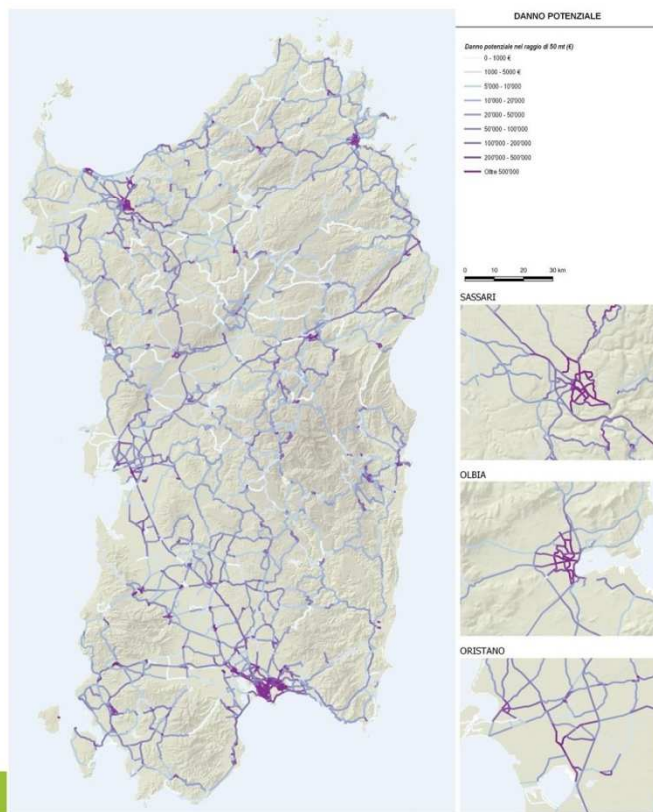 DANNO POTENZIALE
Danno potenziale nel raggio di 50 mt (€)
0 - 1000 €
1000 - 5000 €
5'000 - 10'000
10'000 - 20'000
20'000 - 50'000
50'000 - 100'000
100'000 - 200'000
200'000 - 500'000
Oltre 500'000
0 10 20 30 km
SASSARI
OLBIA
ORISTANO